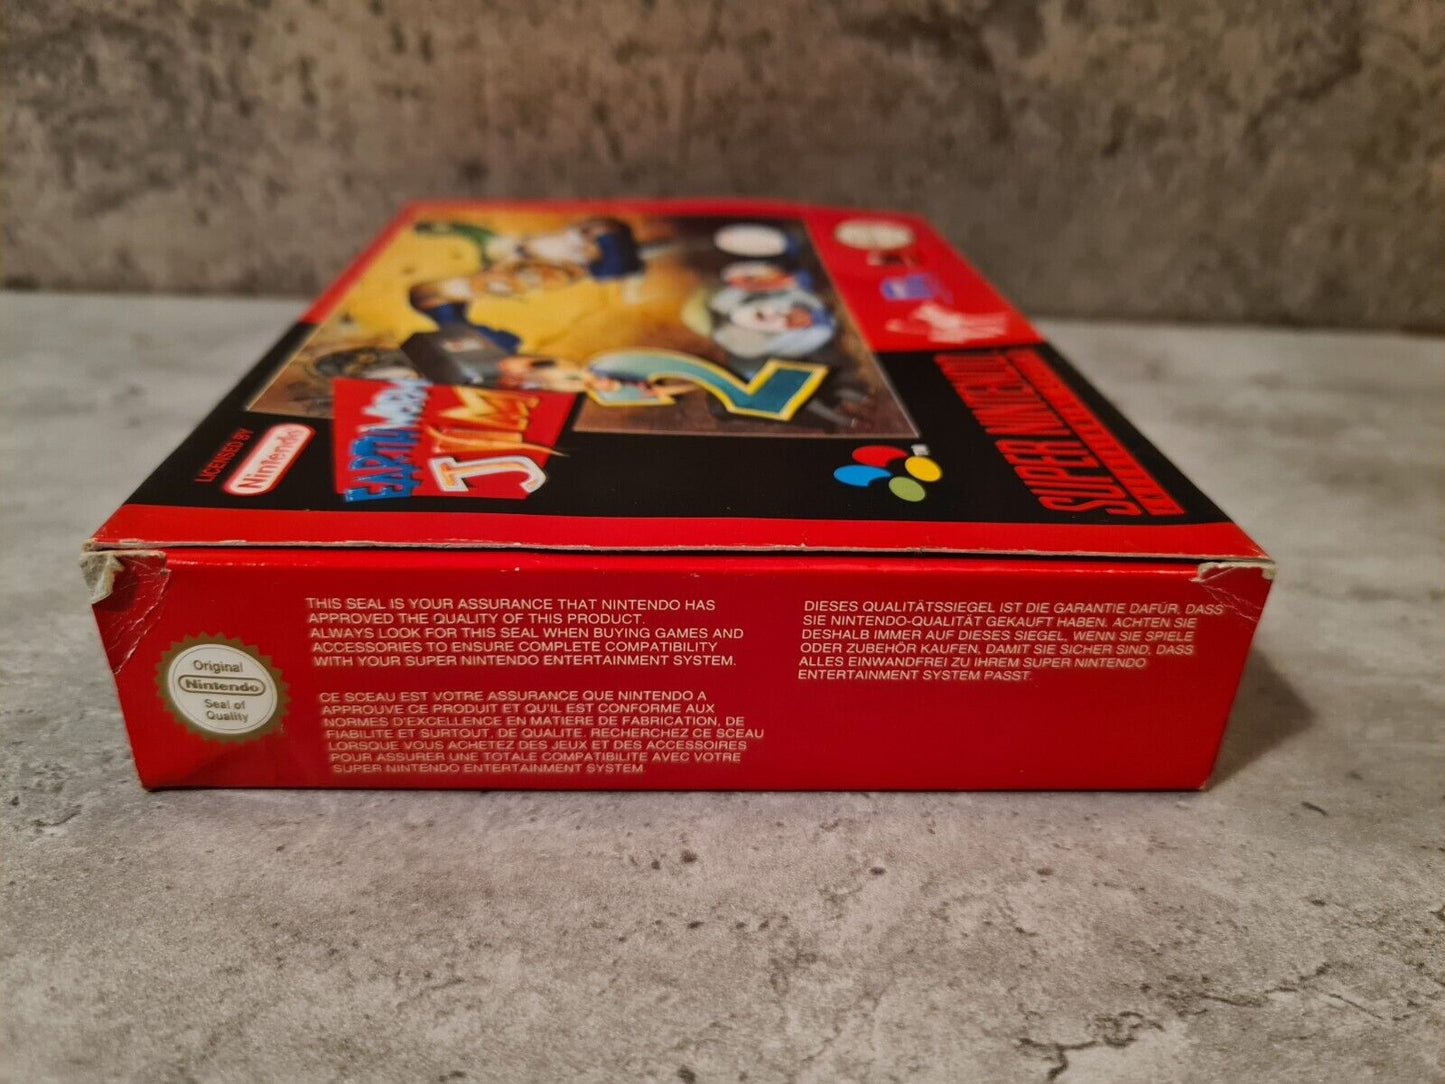 LICENSED BY
Nintendo
EARTHWORM
JIM
2
TM
SUPER NINTENDO
Original
Nintendo
Seal of
Quality
THIS SEAL IS YOUR ASSURANCE THAT NINTENDO HAS
APPROVED THE QUALITY OF THIS PRODUCT.
ALWAYS LOOK FOR THIS SEAL WHEN BUYING GAMES AND
ACCESSORIES TO ENSURE COMPLETE COMPATIBILITY
WITH YOUR SUPER NINTENDO ENTERTAINMENT SYSTEM.
CE SCEAU EST VOTRE ASSURANCE QUE NINTENDO A
APPROUVE CE PRODUIT ET QU'IL EST CONFORME AUX
NORMES D'EXCELLENCE EN MATIERE DE FABRICATION, DE
FIABILITE ET SURTOUT, DE QUALITE. RECHERCHEZ CE SCEAU
LORSQUE VOUS ACHETEZ DES JEUX ET DES ACCESSOIRES
POUR ASSURER UNE TOTALE COMPATIBILITE AVEC VOTRE
SUPER NINTENDO ENTERTAINMENT SYSTEM.
DIESES QUALITÄTSSIEGEL IST DIE GARANTIE DAFÜR, DASS
SIE NINTENDO-QUALITÄT GEKAUFT HABEN. ACHTEN SIE
DESHALB IMMER AUF DIESES SIEGEL, WENN SIE SPIELE
ODER ZUBEHÖR KAUFEN, DAMIT SIE SICHER SIND, DASS
ALLES EINWANDFREI ZU IHREM SUPER NINTENDO
ENTERTAINMENT SYSTEM PASST.